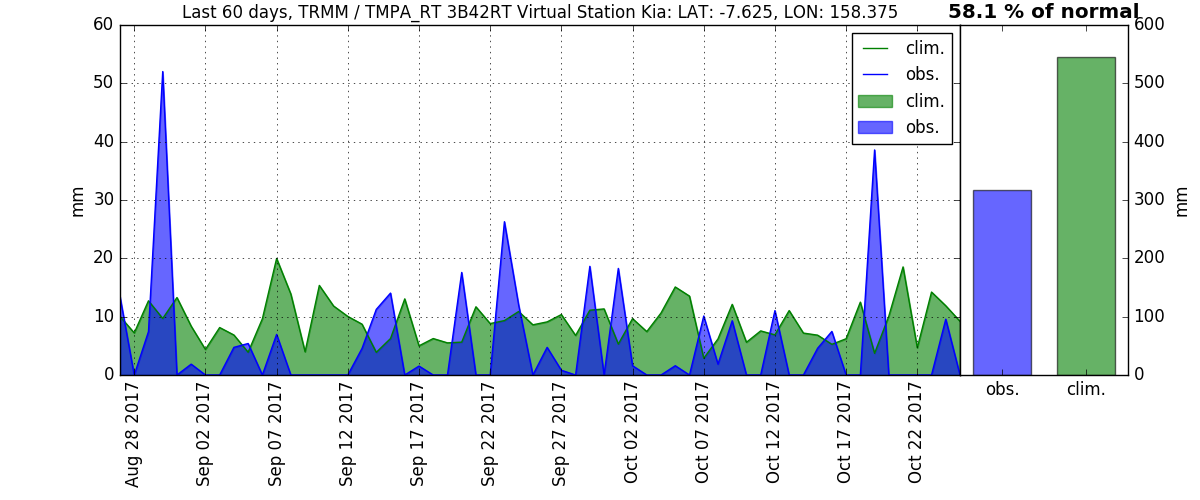 Last 60 days, TRMM / TMPA_RT 3B42RT Virtual Station Kia: LAT: -7.625, LON: 158.375
58.1 % of normal
60
50
40
30
20
10
0
mm
clim.
obs.
clim.
obs.
600
500
400
300
200
100
0
mm
obs.
clim.
Aug 28 2017
Sep 02 2017
Sep 07 2017
Sep 12 2017
Sep 17 2017
Sep 22 2017
Sep 27 2017
Oct 02 2017
Oct 07 2017
Oct 12 2017
Oct 17 2017
Oct 22 2017